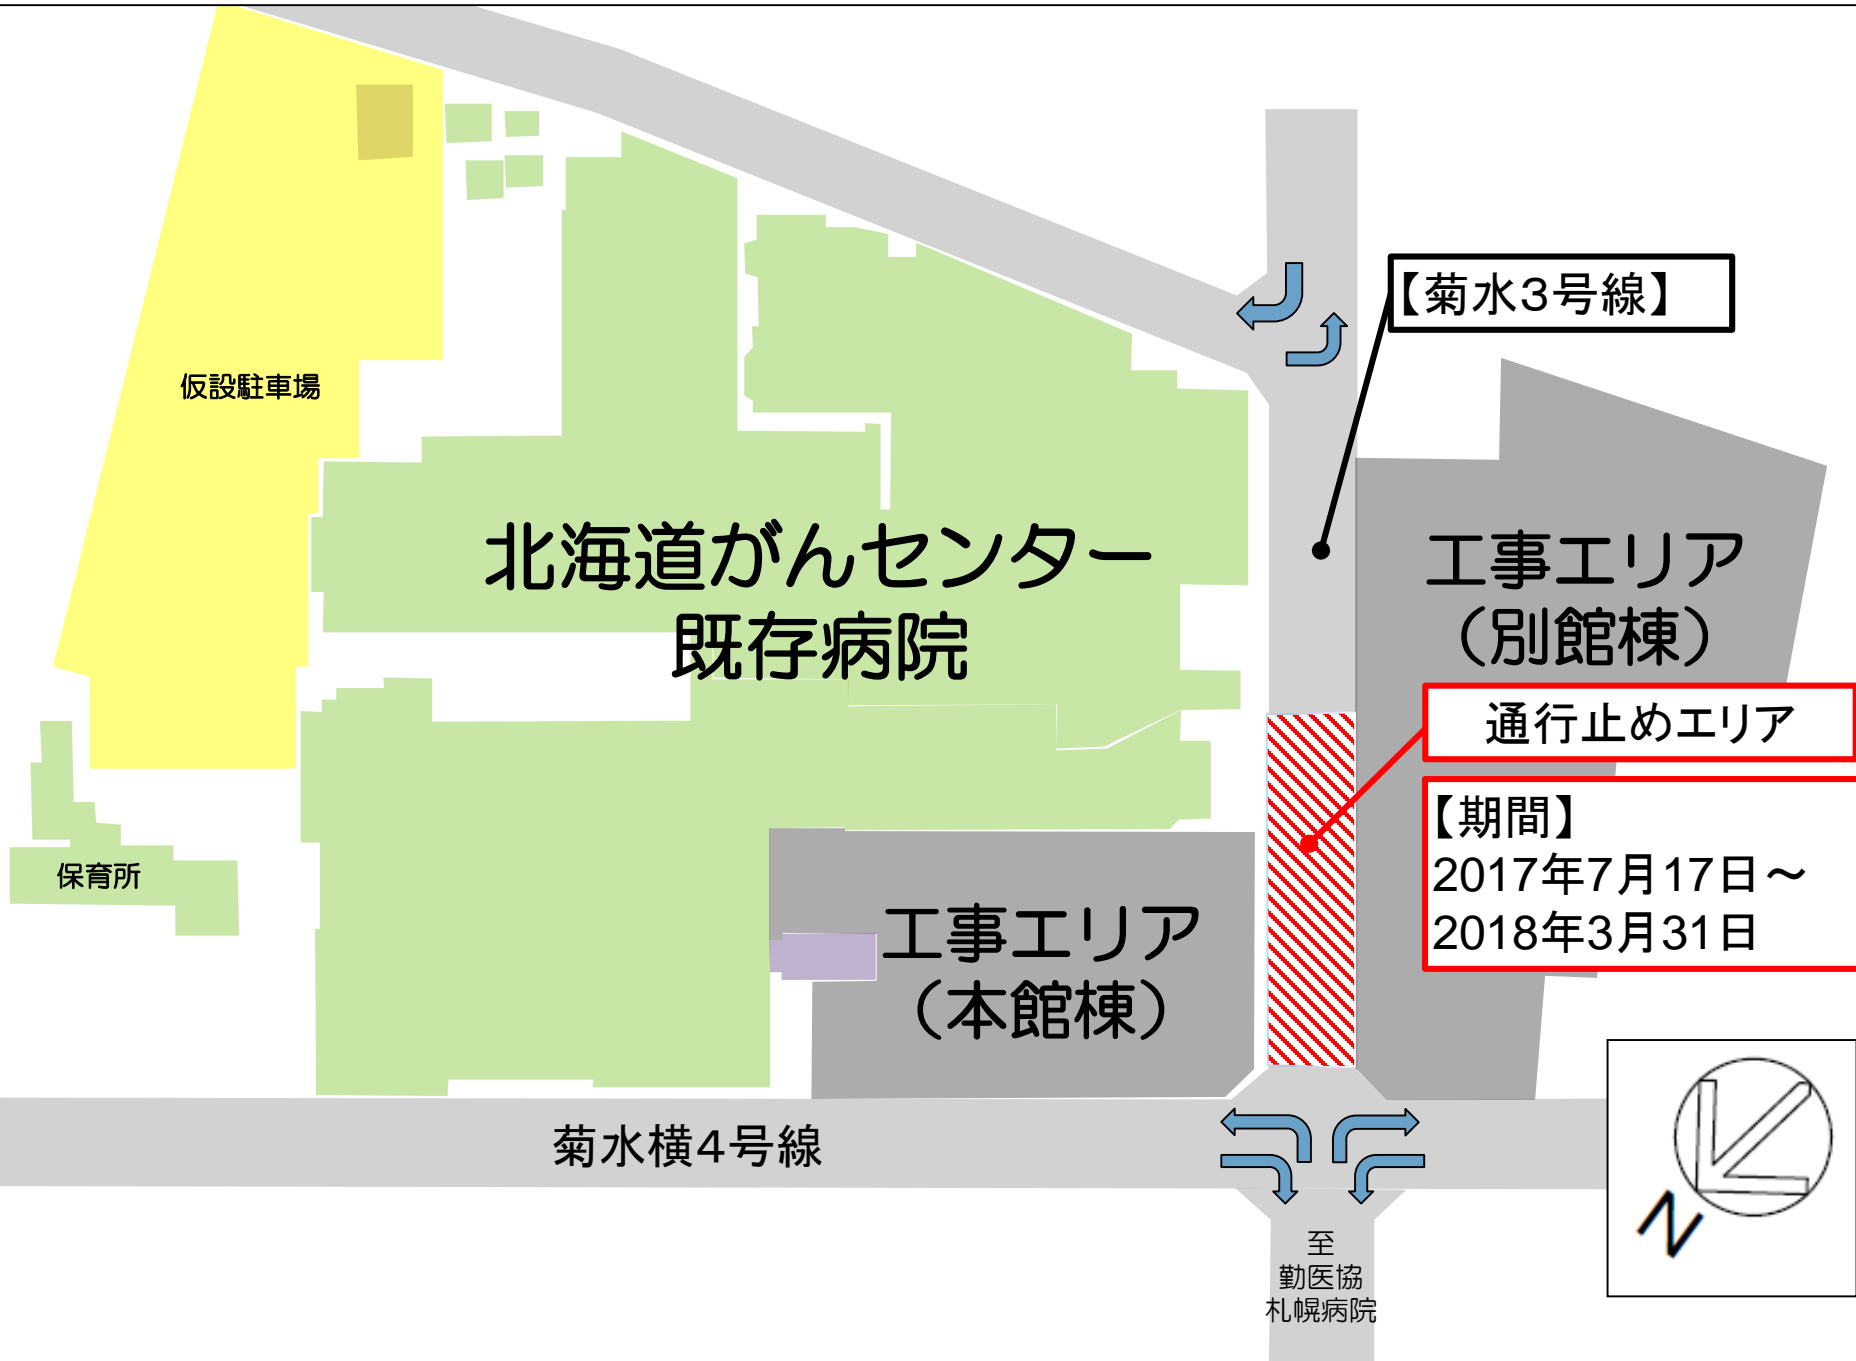 【菊水3号線】
仮設駐車場
北海道がんセンター
既存病院
工事エリア
（別館棟）
通行止めエリア
【期間】
2017年7月17日～
2018年3月31日
保育所
工事エリア
（本館棟）
菊水横4号線
至
勤医協
札幌病院
N